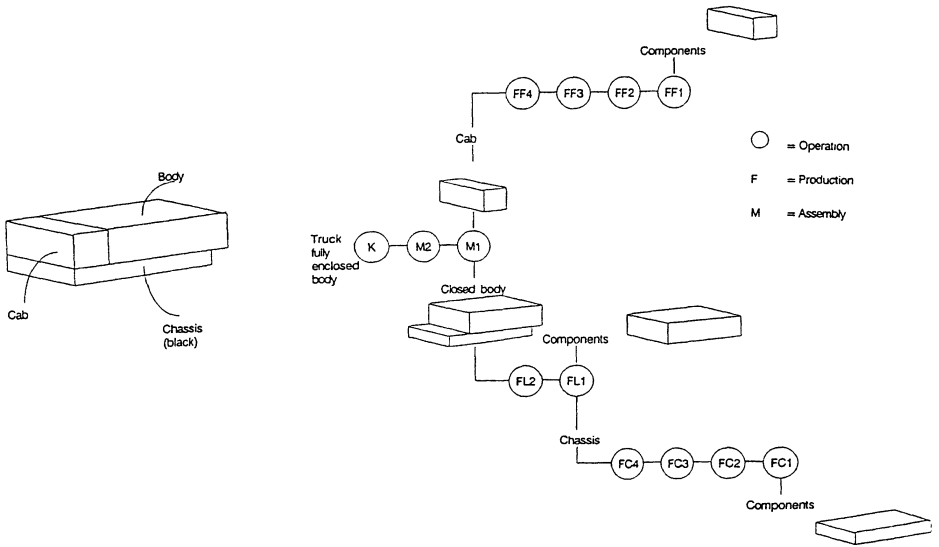 Components
FF4
FF3
FF2
FF1
Cab
= Operation
F = Production
M = Assembly
Body
Cab
Chassis
(black)
Truck
fully
enclosed
body
K
M2
M1
Closed body
Components
FL2
FL1
Chassis
FC4
FC3
FC2
FC1
Components